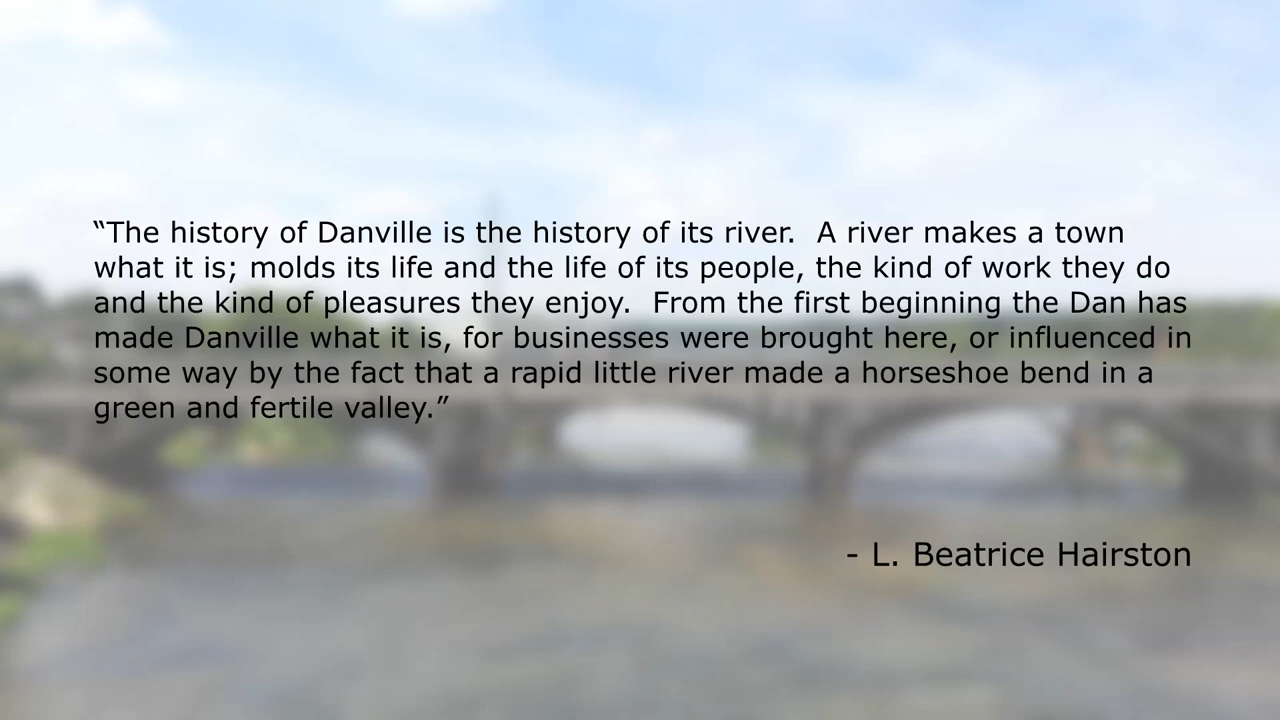 “The history of Danville is the history of its river.  A river makes a town
what it is; molds its life and the life of its people, the kind of work they do
and the kind of pleasures they enjoy.  From the first beginning the Dan has
made Danville what it is, for businesses were brought here, or influenced in
some way by the fact that a rapid little river made a horseshoe bend in a
green and fertile valley.”
- L. Beatrice Hairston